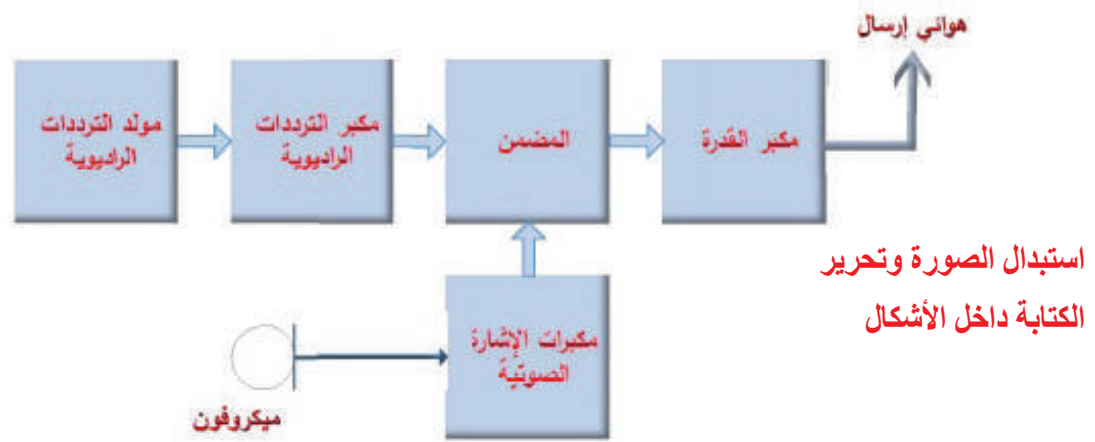 هوائي إرسال
مولد الترددات
الراديوية
مكبر الترددات
الراديوية
المضمن
مكبر القدرة
استبدال الصورة وتحرير
الكتابة داخل الأشكال
مكبرات الإشارة
الصوتية
ميكروفون